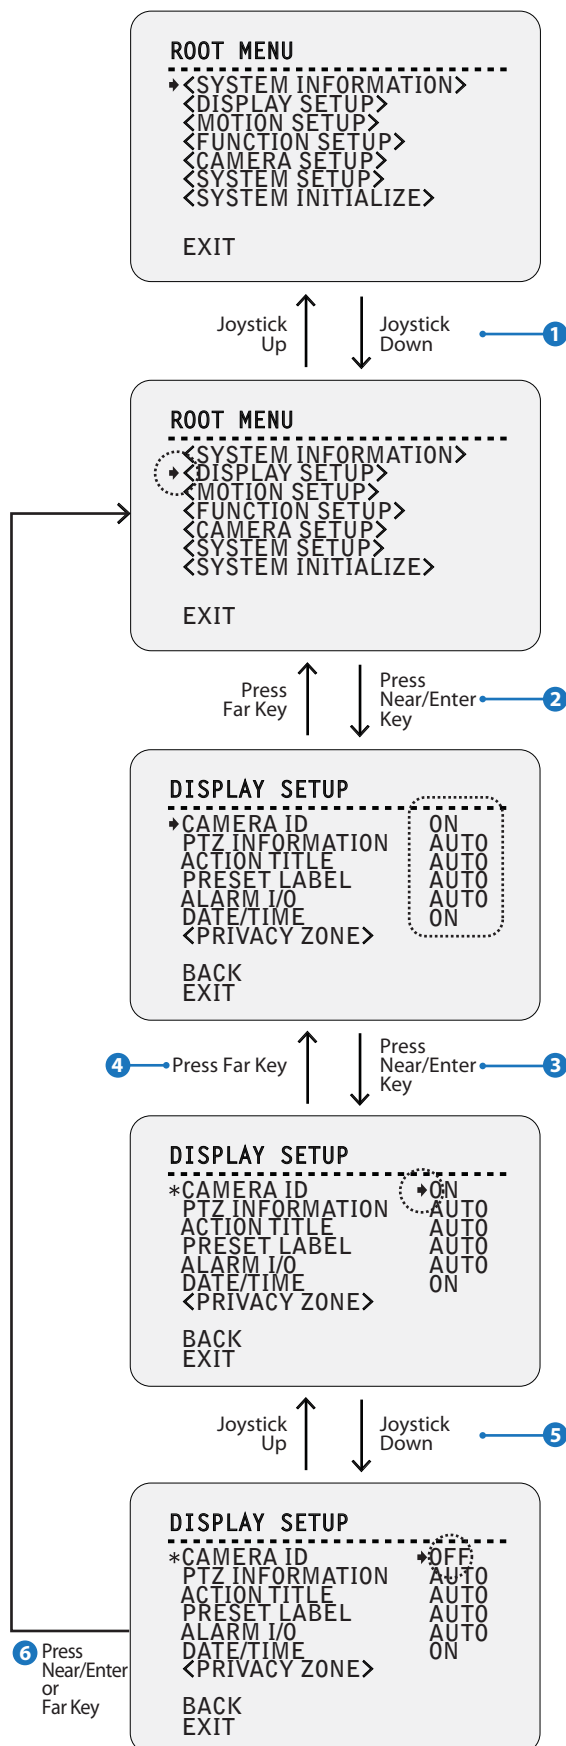 ROOT MENU
<SYSTEM INFORMATION>
<DISPLAY SETUP>
<MOTION SETUP>
<FUNCTION SETUP>
<CAMERA SETUP>
<SYSTEM SETUP>
<SYSTEM INITIALIZE>
EXIT
Joystick
Up
Joystick
Down
1
ROOT MENU
<SYSTEM INFORMATION>
<DISPLAY SETUP>
<MOTION SETUP>
<FUNCTION SETUP>
<CAMERA SETUP>
<SYSTEM SETUP>
<SYSTEM INITIALIZE>
EXIT
Press
Far Key
Press
Near/Enter
Key
2
DISPLAY SETUP
CAMERA ID ON
PTZ INFORMATION AUTO
ACTION TITLE AUTO
PRESET LABEL AUTO
ALARM I/O AUTO
DATE/TIME ON
<PRIVACY ZONE>
BACK
EXIT
4 Press Far Key
Press
Near/Enter
Key
3
DISPLAY SETUP
*CAMERA ID ON
PTZ INFORMATION AUTO
ACTION TITLE AUTO
PRESET LABEL AUTO
ALARM I/O AUTO
DATE/TIME ON
<PRIVACY ZONE>
BACK
EXIT
Joystick
Up
Joystick
Down
5
DISPLAY SETUP
*CAMERA ID OFF
PTZ INFORMATION AUTO
ACTION TITLE AUTO
PRESET LABEL AUTO
ALARM I/O AUTO
DATE/TIME ON
<PRIVACY ZONE>
BACK
EXIT
6 Press
Near/Enter
or
Far Key